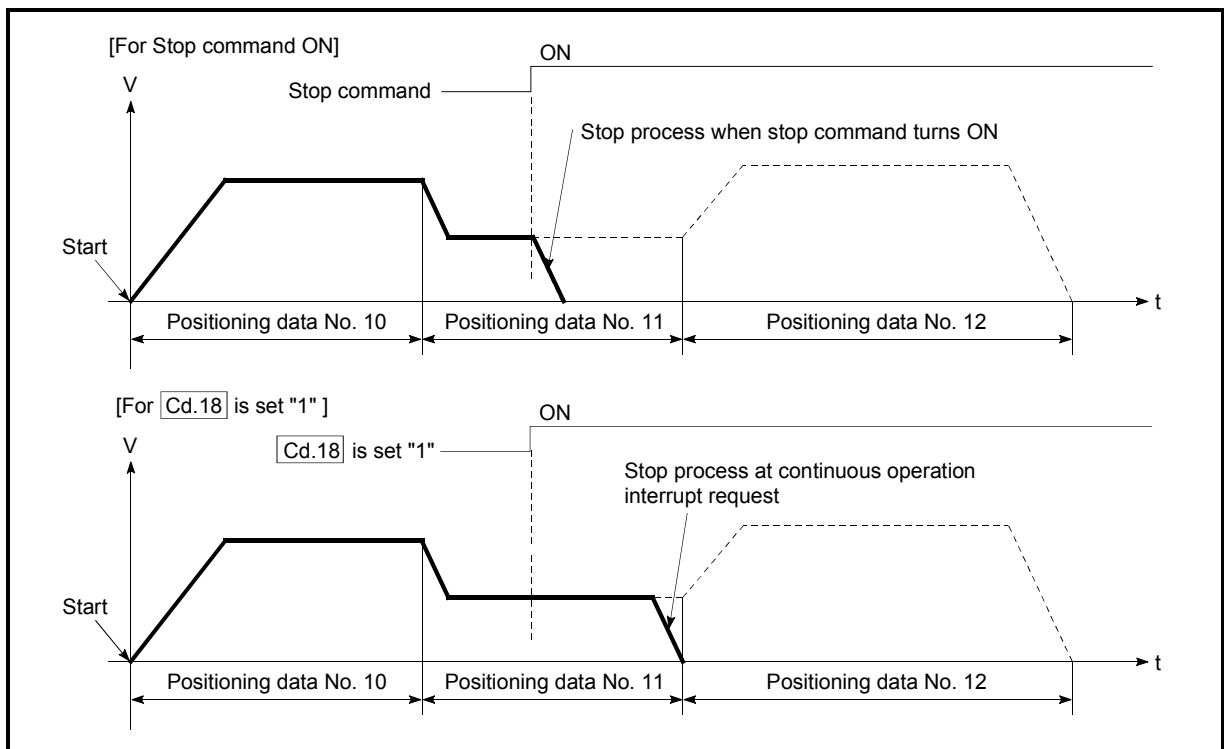 [For Stop command ON]
ON
V
Stop command
Stop process when stop command turns ON
Start
t
Positioning data No. 10
Positioning data No. 11
Positioning data No. 12
[For Cd.18 is set "1" ]
ON
V
Cd.18 is set "1"
Stop process at continuous operation
interrupt request
Start
t
Positioning data No. 10
Positioning data No. 11
Positioning data No. 12